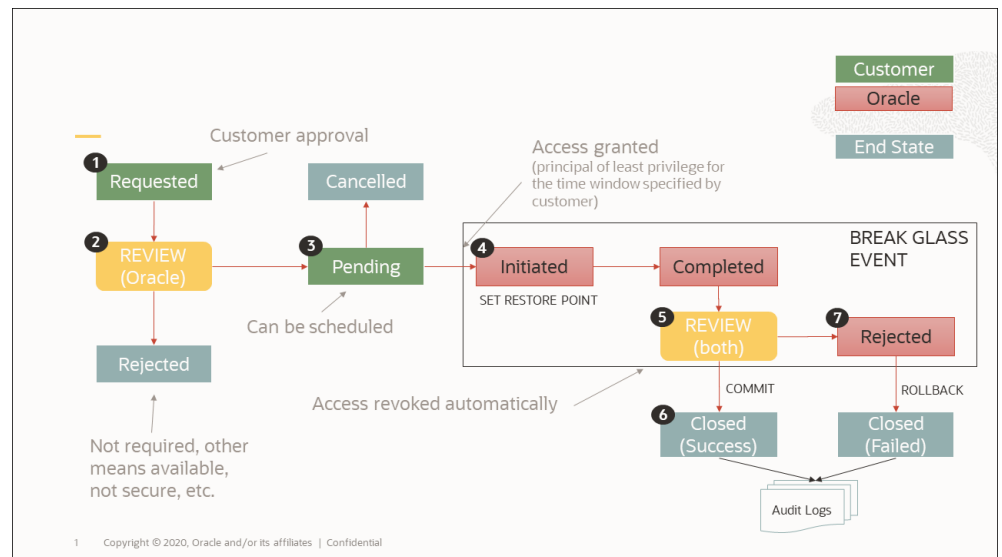 Customer
Oracle
End State
Customer approval
Access granted
(principal of least privilege for
the time window specified by
customer)
1
Requested
Cancelled
2
REVIEW
(Oracle)
3
Pending
BREAK GLASS
EVENT
4
Initiated
Completed
SET RESTORE POINT
Can be scheduled
5
REVIEW
(both)
7
Rejected
Rejected
Access revoked automatically
COMMIT
ROLLBACK
6
Closed
(Success)
Closed
(Failed)
Not required, other
means available,
not secure, etc.
Audit Logs
1 Copyright © 2020, Oracle and/or its affiliates | Confidential